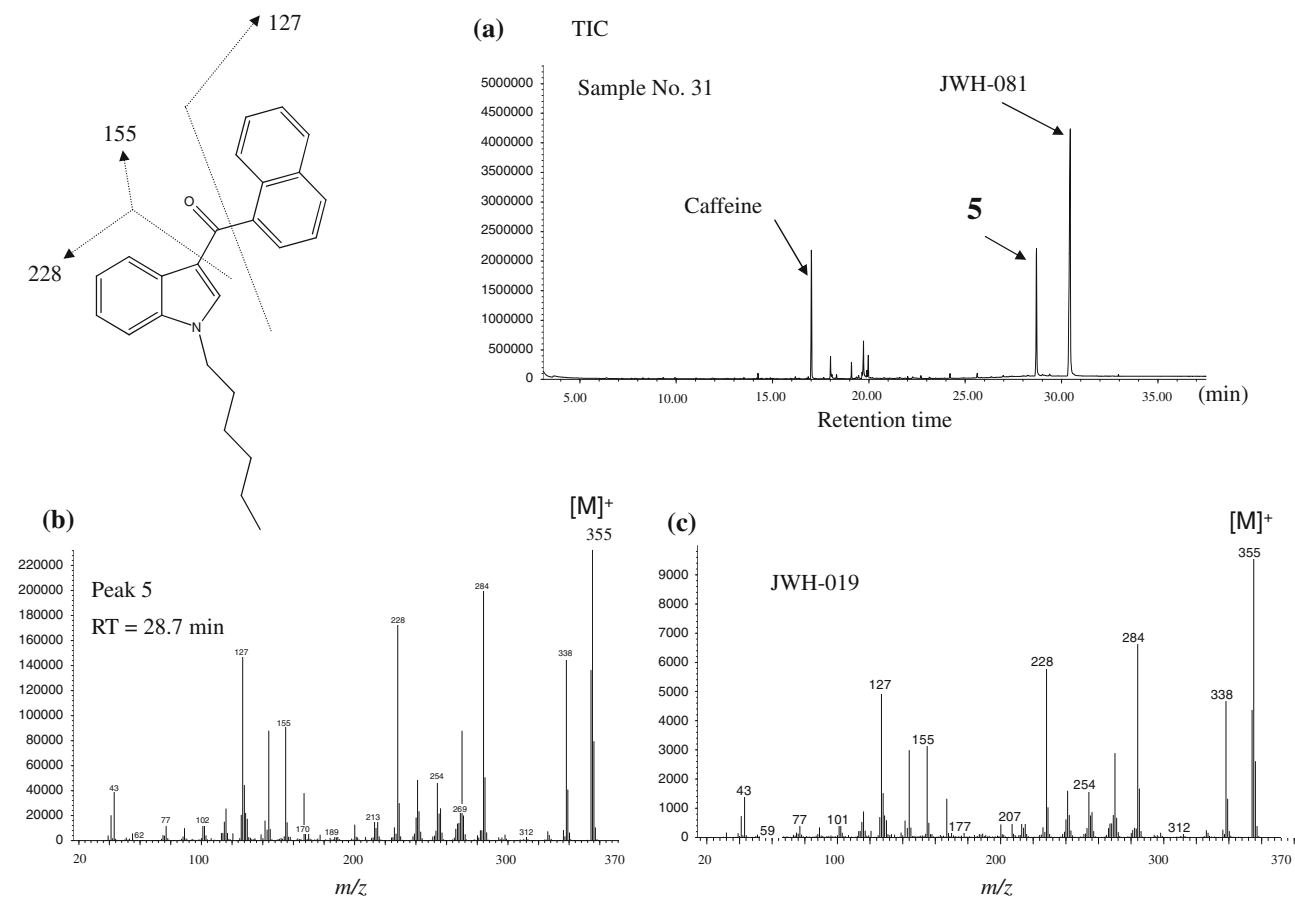 127
155
O
228
N
(a) TIC
Sample No. 31
JWH-081
Caffeine
5
5000000
4500000
4000000
3500000
3000000
2500000
2000000
1500000
1000000
500000
0
5.00 10.00 15.00 20.00 25.00 30.00 35.00 (min)
Retention time
(b)
[M]+
355
Peak 5
RT = 28.7 min
220000
200000
180000
160000
140000
120000
100000
80000
60000
40000
20000
0
43 62 77 102 127 155 170 189 213 228 254 269 284 312 338
20 100 200 300 370
m/z
(c)
[M]+
355
JWH-019
9000
8000
7000
6000
5000
4000
3000
2000
1000
0
43 59 77 101 127 155 177 207 228 254 284 312 338
20 100 200 300 370
m/z